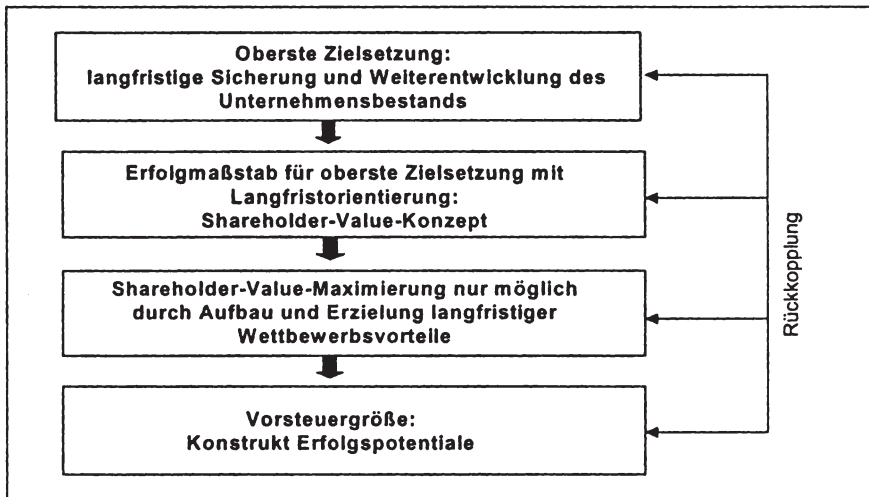 Oberste Zielsetzung:
langfristige Sicherung und Weiterentwicklung des
Unternehmensbestands
Erfolgmaßstab für oberste Zielsetzung mit
Langfristorientierung:
Shareholder-Value-Konzept
Shareholder-Value-Maximierung nur möglich
durch Aufbau und Erzielung langfristiger
Wettbewerbsvorteile
Vorsteuergröße:
Konstrukt Erfolgspotentiale
Rückkopplung